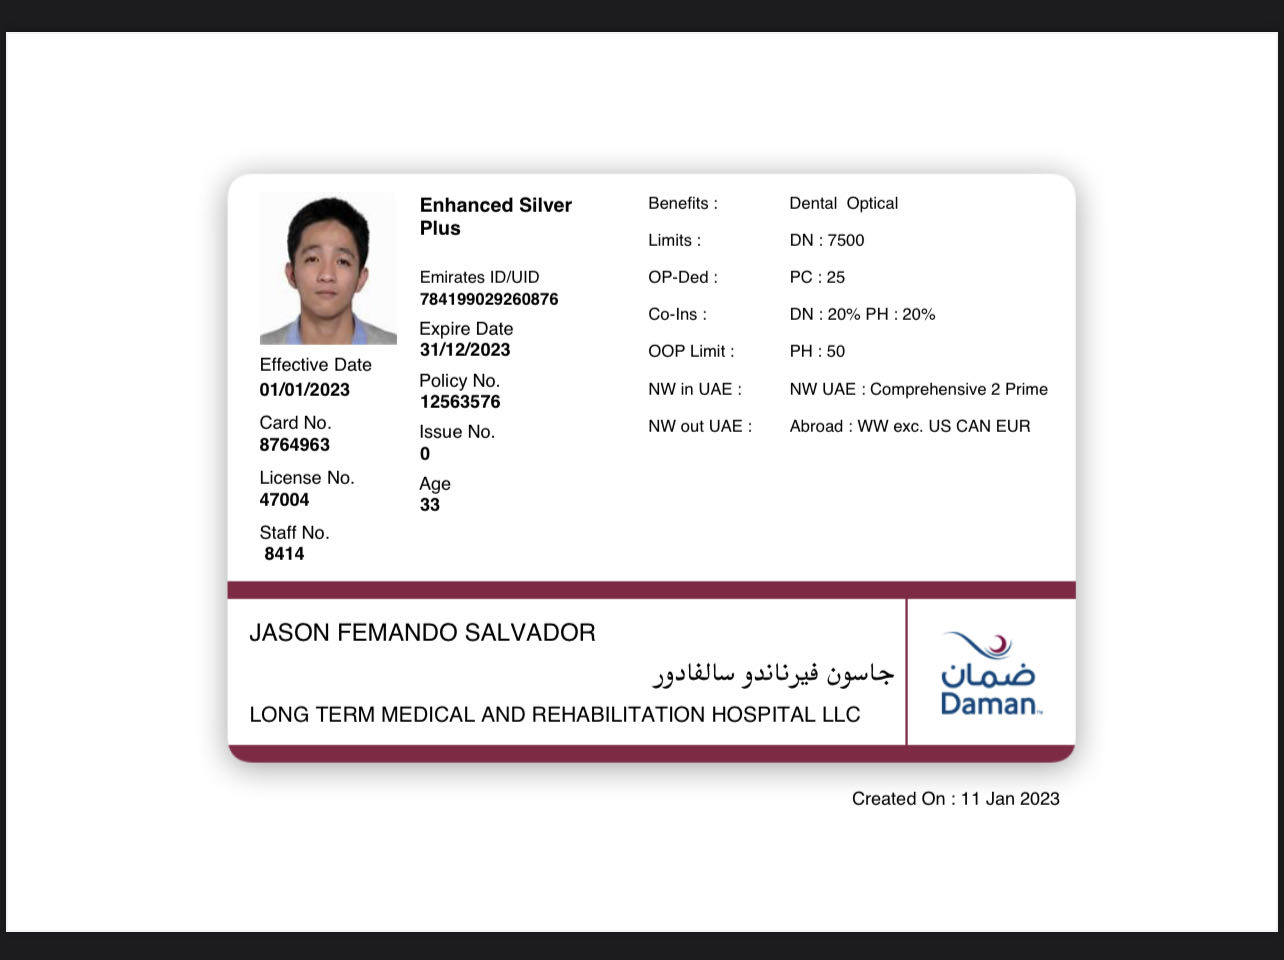 Enhanced Silver
Plus
Emirates ID/UID
784199029260876
Expire Date
31/12/2023
Policy No.
12563576
Issue No.
0
Age
33
Effective Date
01/01/2023
Card No.
8764963
License No.
47004
Staff No.
8414
Benefits : Dental Optical
Limits : DN : 7500
OP-Ded : PC : 25
Co-Ins : DN : 20% PH : 20%
OOP Limit : PH : 50
NW in UAE : NW UAE : Comprehensive 2 Prime
NW out UAE : Abroad : WW exc. US CAN EUR
JASON FEMANDO SALVADOR
جاسون فيرناندو سالفادور
LONG TERM MEDICAL AND REHABILITATION HOSPITAL LLC
ضمان
Daman™
Created On : 11 Jan 2023